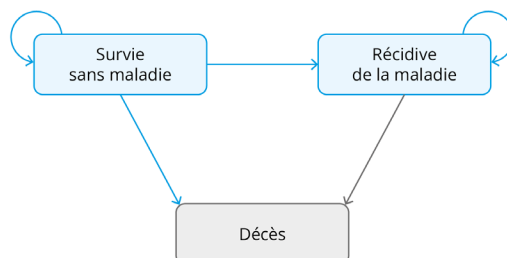 Survie
sans maladie
Récidive
de la maladie
Décès